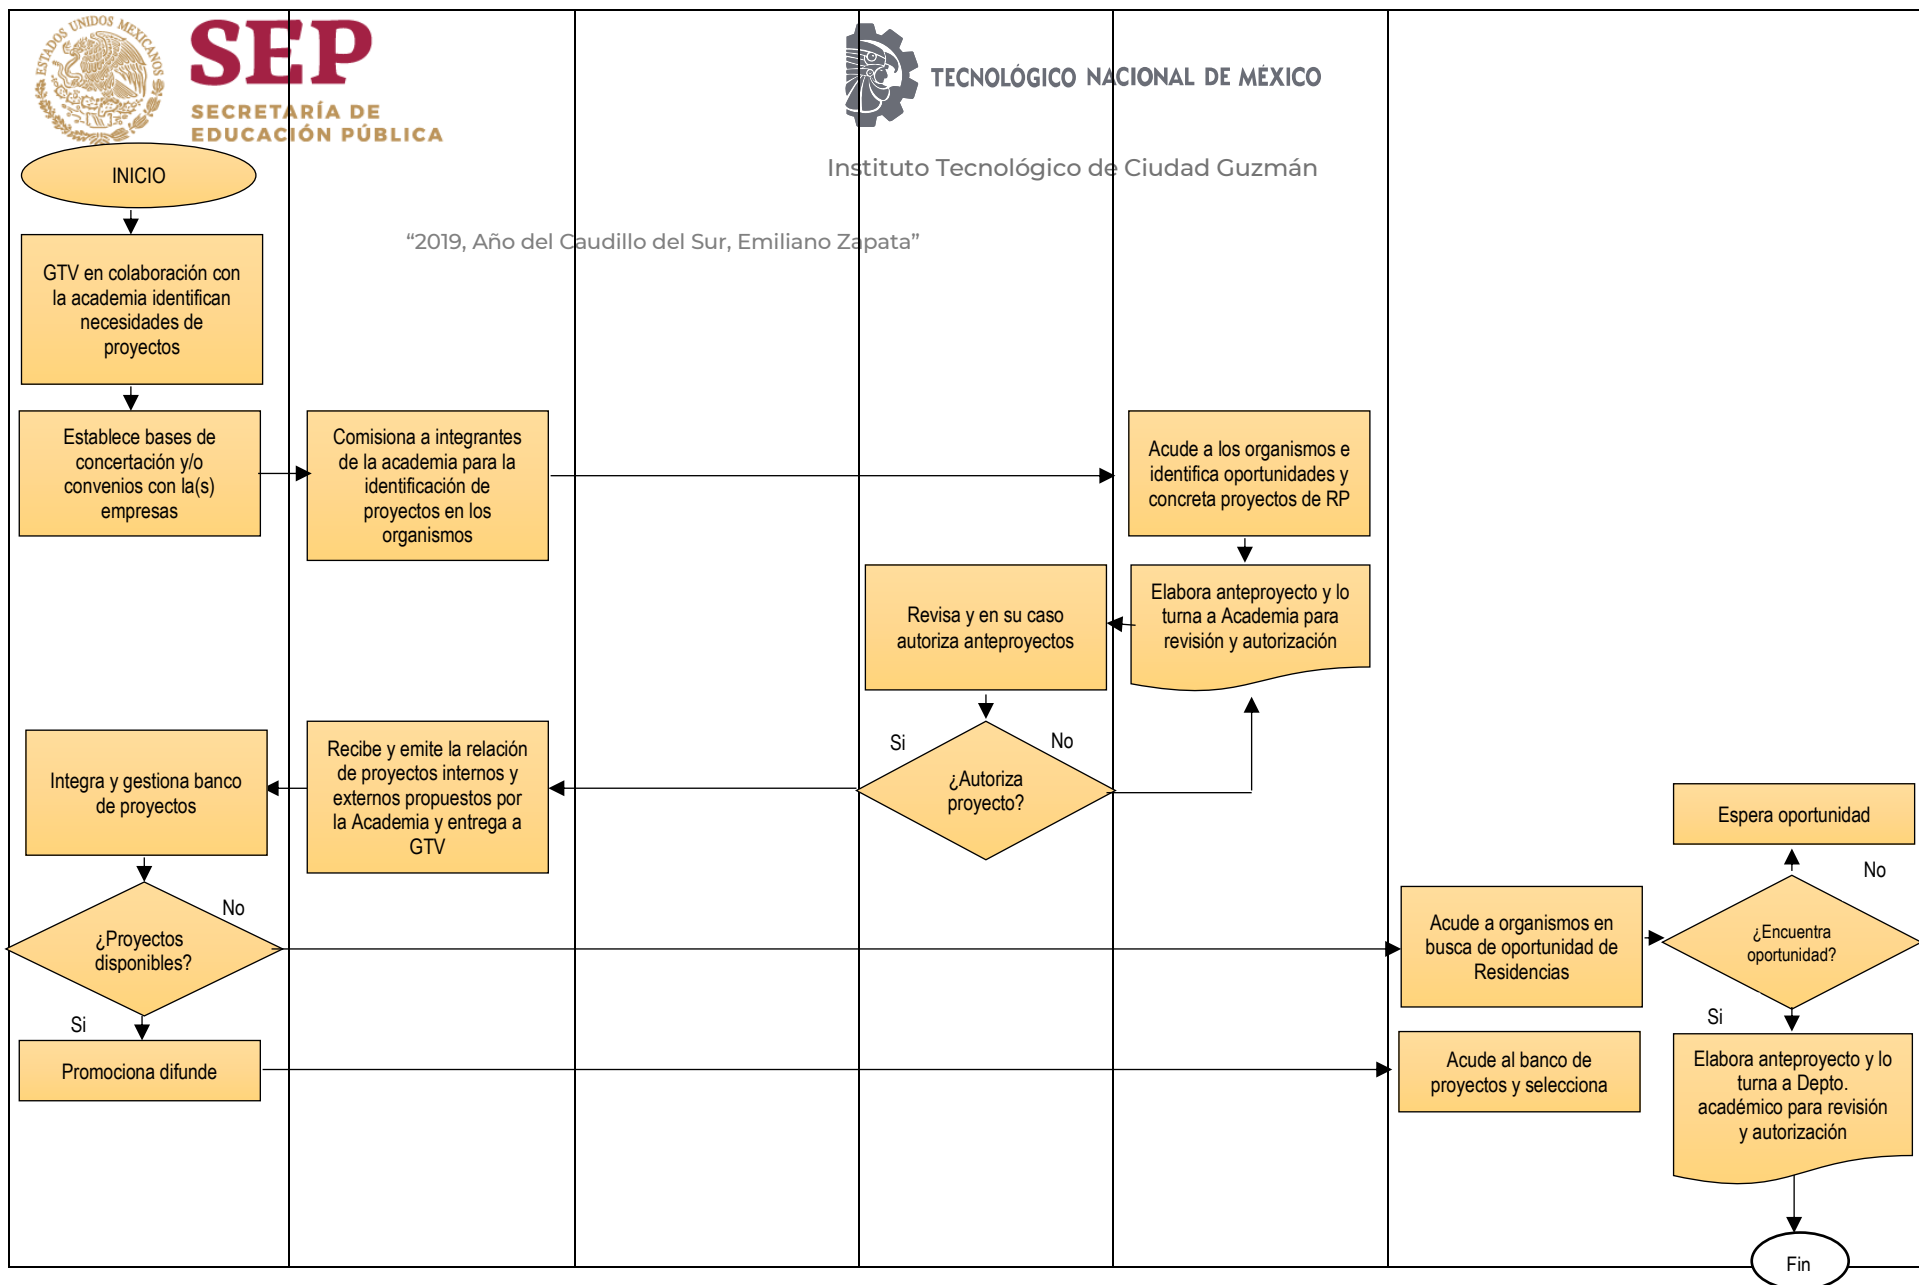 ESTADOS UNIDOS MEXICANOS
SEP
SECRETARÍA DE
EDUCACIÓN PÚBLICA
TECNOLÓGICO NACIONAL DE MÉXICO
Instituto Tecnológico de Ciudad Guzmán
“2019, Año del Caudillo del Sur, Emiliano Zapata”
INICIO
GTV en colaboración con
la academia identifican
necesidades de
proyectos
Establece bases de
concertación y/o
convenios con la(s)
empresas
Comisiona a integrantes
de la academia para la
identificación de
proyectos en los
organismos
Acude a los organismos e
identifica oportunidades y
concreta proyectos de RP
Elabora anteproyecto y lo
turna a Academia para
revisión y autorización
Revisa y en su caso
autoriza anteproyectos
¿Autoriza
proyecto?
Si
No
Recibe y emite la relación
de proyectos internos y
externos propuestos por
la Academia y entrega a
GTV
Integra y gestiona banco
de proyectos
¿Proyectos
disponibles?
No
Si
Promociona difunde
Acude a organismos en
busca de oportunidad de
Residencias
Acude al banco de
proyectos y selecciona
¿Encuentra
oportunidad?
No
Espera oportunidad
Si
Elabora anteproyecto y lo
turna a Depto.
académico para revisión
y autorización
Fin